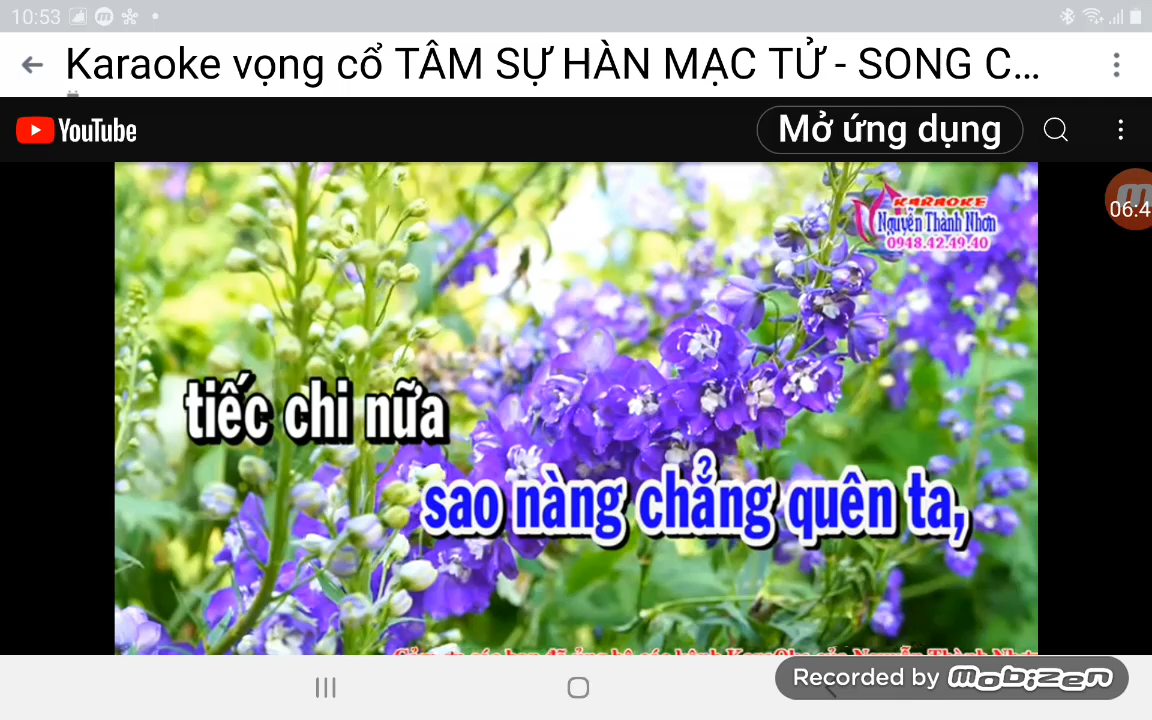 10:53
Karaoke vọng cổ TÂM SỰ HÀN MẠC TỬ - SONG C...
YouTube
Mở ứng dụng
KARAOKE
Nguyễn Thành Nhơn
0948.42.49.40
06:4
tiếc chi nữa
sao nàng chẳng quên ta,
Recorded by mobizen